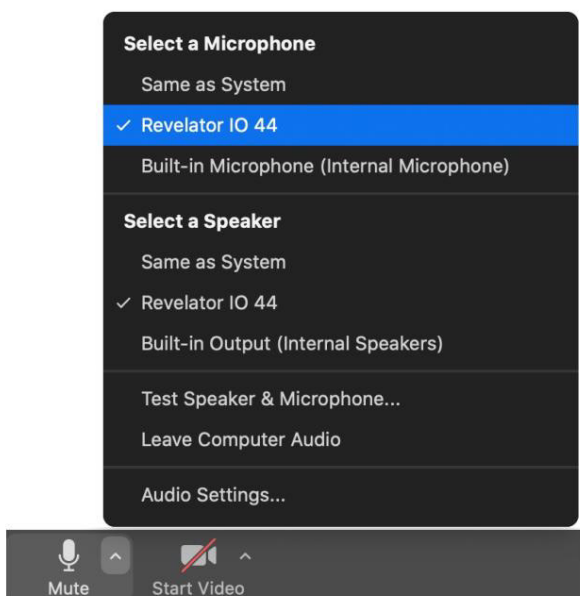 Select a Microphone
Same as System
✓ Revelator IO 44
Built-in Microphone (Internal Microphone)
Select a Speaker
Same as System
✓ Revelator IO 44
Built-in Output (Internal Speakers)
Test Speaker & Microphone...
Leave Computer Audio
Audio Settings...
Mute Start Video